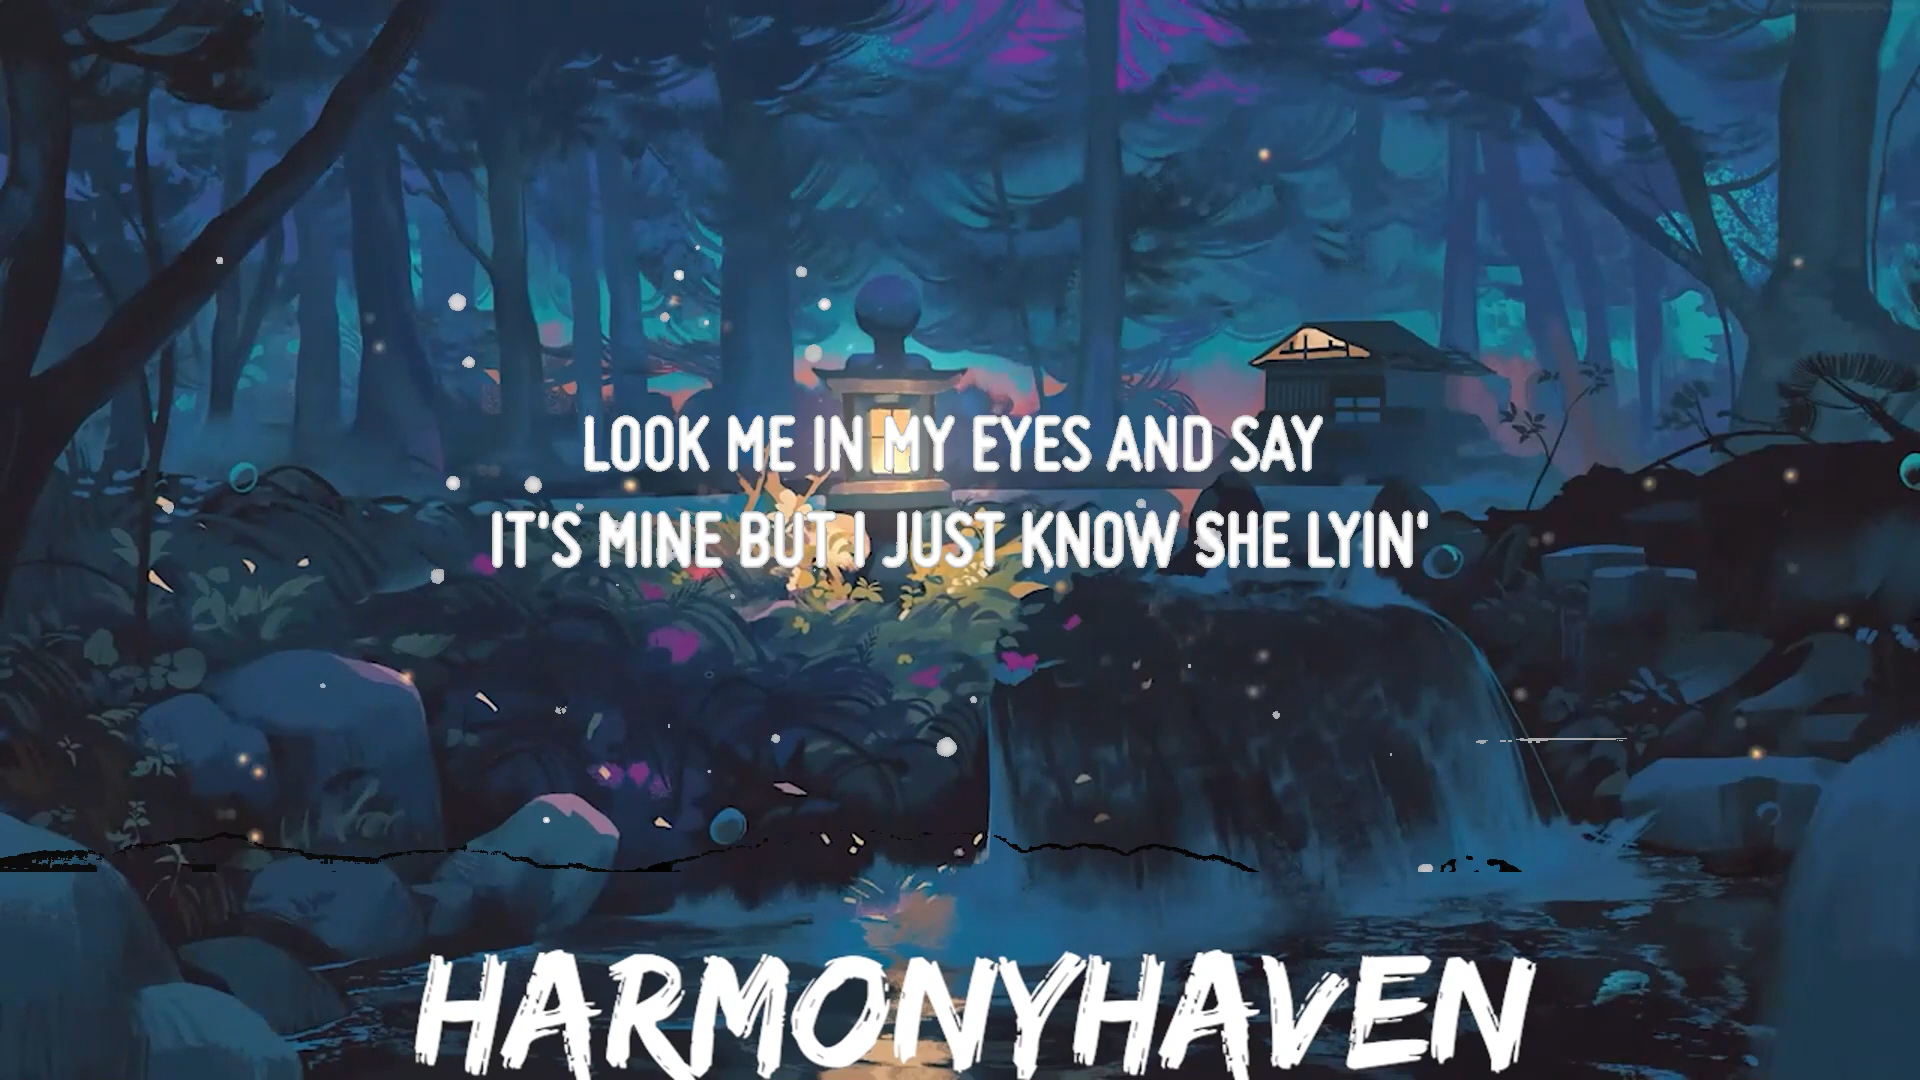 LOOK ME IN MY EYES AND SAY
IT'S MINE BUT I JUST KNOW SHE LYIN'
HARMONYHAVEN